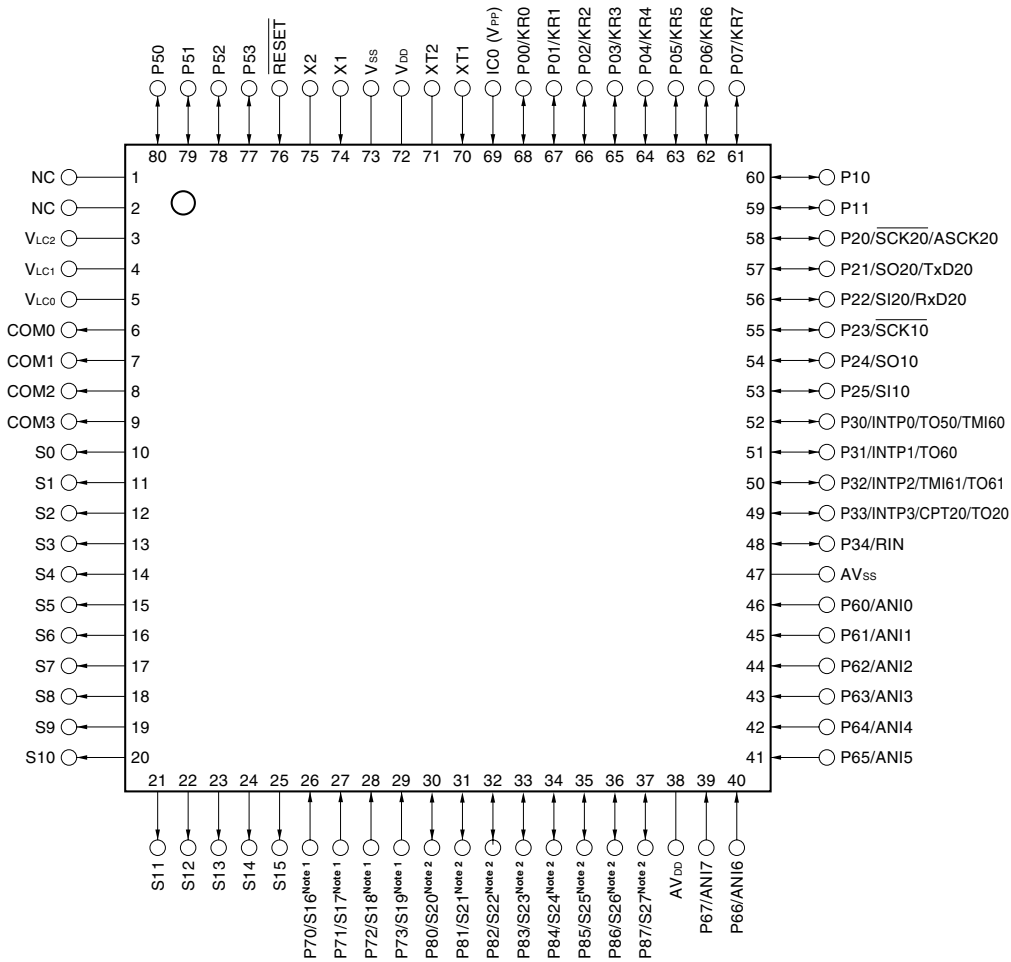 P50
P51
P52
P53
RESET
X2
X1
VSS
VDD
XT2
XT1
IC0 (VPP)
P00/KR0
P01/KR1
P02/KR2
P03/KR3
P04/KR4
P05/KR5
P06/KR6
P07/KR7
80 79 78 77 76 75 74 73 72 71 70 69 68 67 66 65 64 63 62 61
NC 1
NC 2
VLC2 3
VLC1 4
VLC0 5
COM0 6
COM1 7
COM2 8
COM3 9
S0 10
S1 11
S2 12
S3 13
S4 14
S5 15
S6 16
S7 17
S8 18
S9 19
S10 20
60 P10
59 P11
58 P20/SCK20/ASCK20
57 P21/SO20/TxD20
56 P22/SI20/RxD20
55 P23/SCK10
54 P24/SO10
53 P25/SI10
52 P30/INTP0/TO50/TMI60
51 P31/INTP1/TO60
50 P32/INTP2/TMI61/TO61
49 P33/INTP3/CPT20/TO20
48 P34/RIN
47 AVSS
46 P60/ANI0
45 P61/ANI1
44 P62/ANI2
43 P63/ANI3
42 P64/ANI4
41 P65/ANI5
21 22 23 24 25 26 27 28 29 30 31 32 33 34 35 36 37 38 39 40
S11
S12
S13
S14
S15
P70/S16Note 1
P71/S17Note 1
P72/S18Note 1
P73/S19Note 1
P80/S20Note 2
P81/S21Note 2
P82/S22Note 2
P83/S23Note 2
P84/S24Note 2
P85/S25Note 2
P86/S26Note 2
P87/S27Note 2
AVDD
P67/ANI7
P66/ANI6